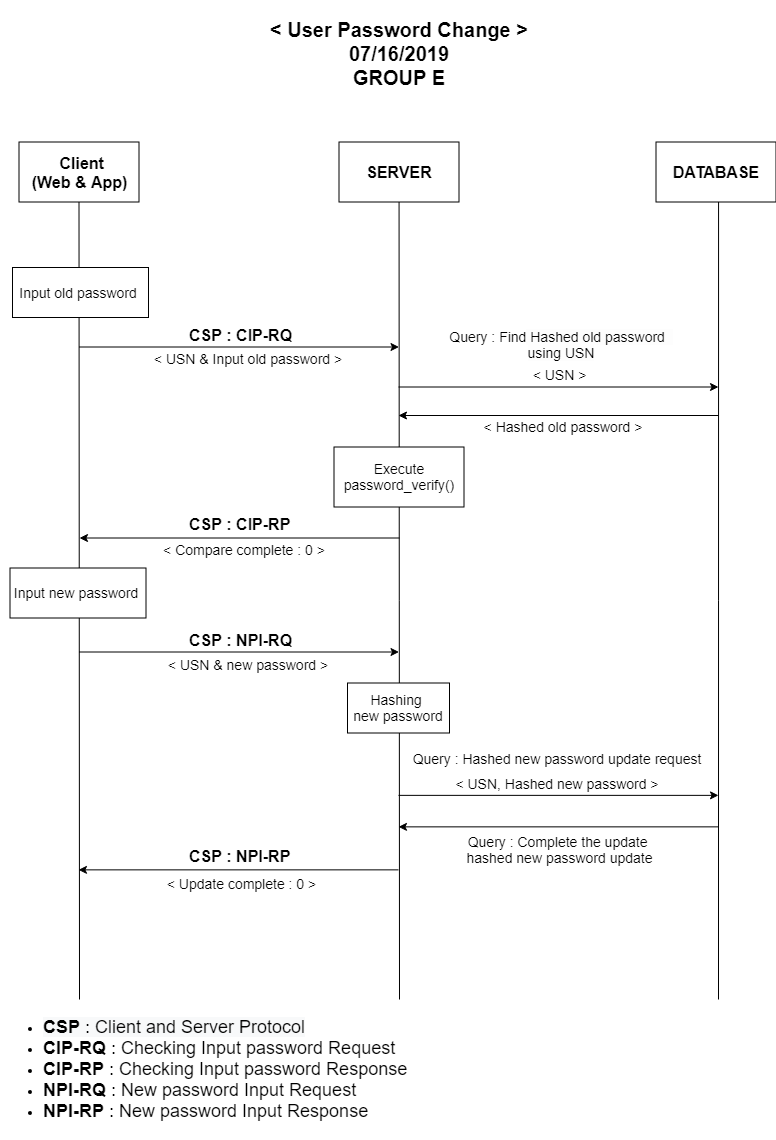 < User Password Change >
07/16/2019
GROUP E
Client
(Web & App)
SERVER
DATABASE
Input old password
CSP : CIP-RQ
< USN & Input old password >
Query : Find Hashed old password
using USN
< USN >
< Hashed old password >
Execute
password_verify()
CSP : CIP-RP
< Compare complete : 0 >
Input new password
CSP : NPI-RQ
< USN & new password >
Hashing
new password
Query : Hashed new password update request
< USN, Hashed new password >
Query : Complete the update
hashed new password update
CSP : NPI-RP
< Update complete : 0 >
• CSP : Client and Server Protocol
• CIP-RQ : Checking Input password Request
• CIP-RP : Checking Input password Response
• NPI-RQ : New password Input Request
• NPI-RP : New password Input Response